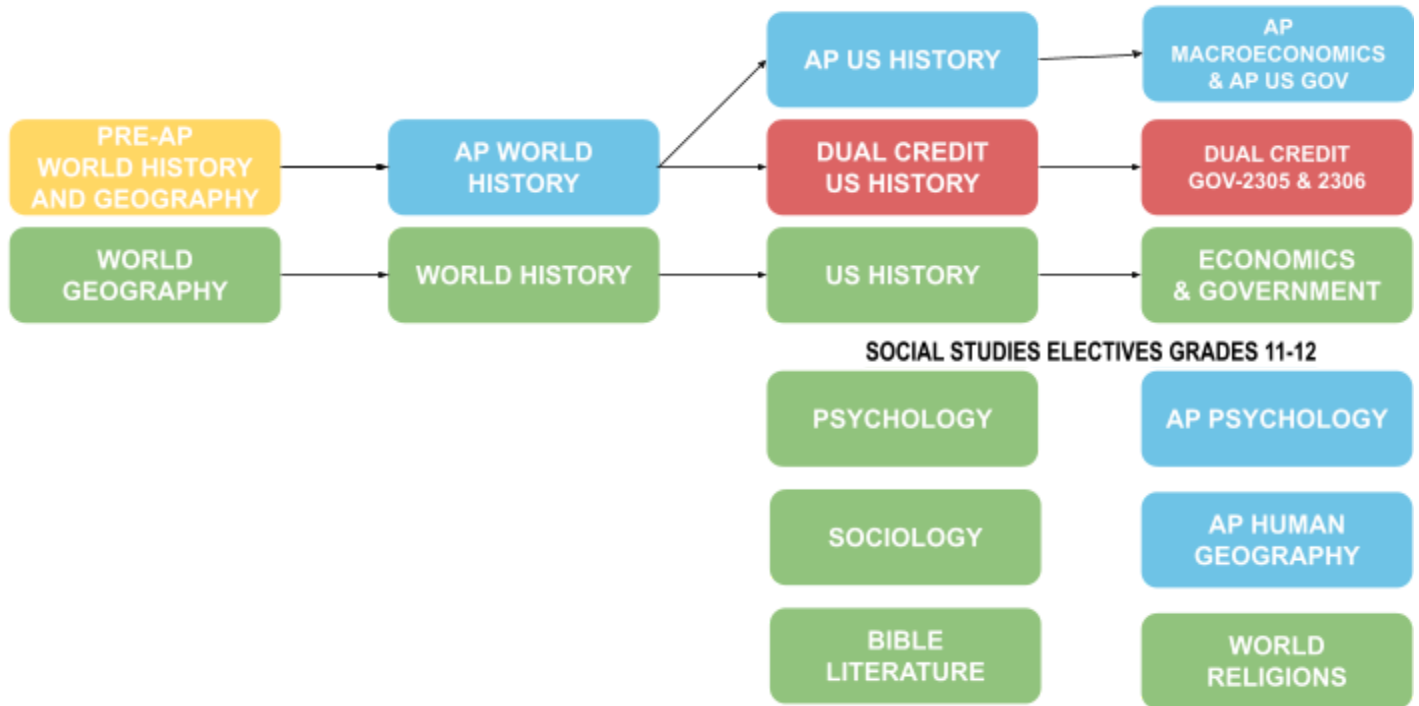 AP US HISTORY
AP
MACROECONOMICS
& AP US GOV
PRE-AP
WORLD HISTORY
AND GEOGRAPHY
AP WORLD
HISTORY
DUAL CREDIT
US HISTORY
DUAL CREDIT
GOV-2305 & 2306
WORLD
GEOGRAPHY
WORLD HISTORY
US HISTORY
ECONOMICS
& GOVERNMENT
SOCIAL STUDIES ELECTIVES GRADES 11-12
PSYCHOLOGY
AP PSYCHOLOGY
SOCIOLOGY
AP HUMAN
GEOGRAPHY
BIBLE
LITERATURE
WORLD
RELIGIONS